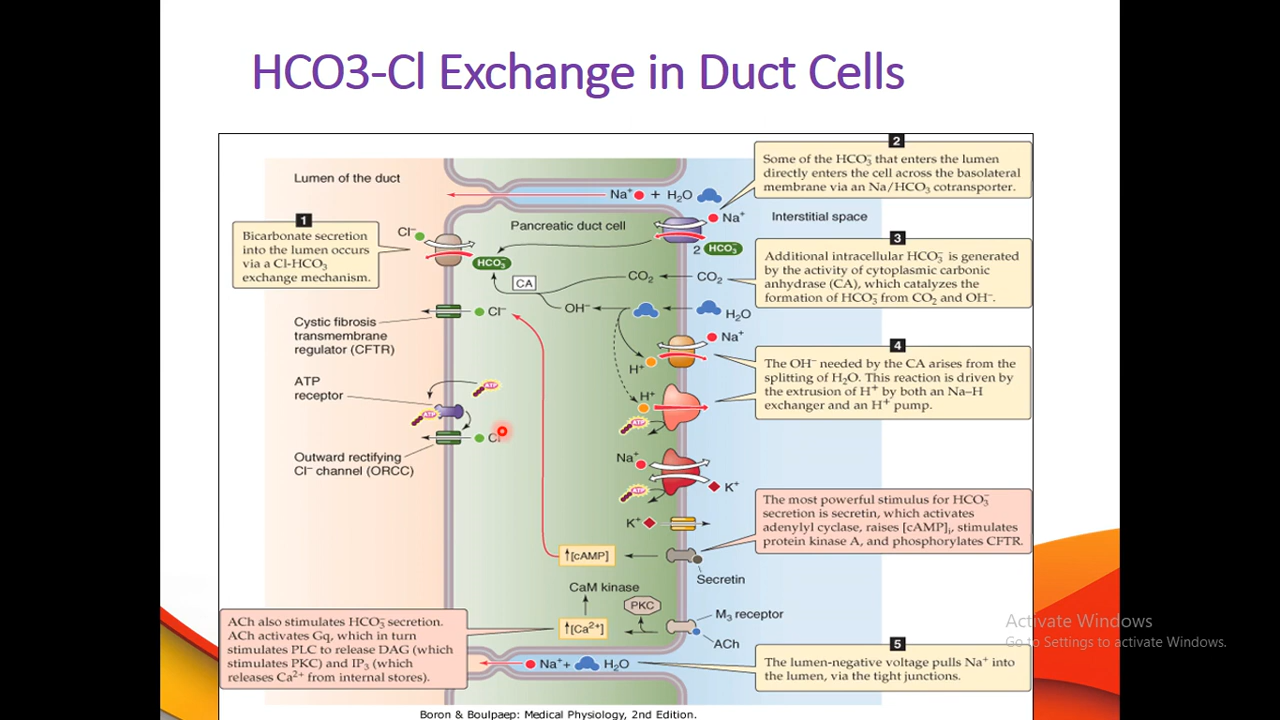 HCO3-Cl Exchange in Duct Cells
2
Some of the HCO₃⁻ that enters the lumen
directly enters the cell across the basolateral
membrane via an Na/HCO₃ cotransporter.
Lumen of the duct
Na⁺ + H₂O
Na⁺
Interstitial space
1
Bicarbonate secretion
into the lumen occurs
via a Cl-HCO₃
exchange mechanism.
Cl⁻
Pancreatic duct cell
HCO₃⁻
2 HCO₃⁻
3
Additional intracellular HCO₃⁻ is generated
by the activity of cytoplasmic carbonic
anhydrase (CA), which catalyzes the
formation of HCO₃⁻ from CO₂ and OH⁻.
CA
CO₂
CO₂
OH⁻
H₂O
Cl⁻
Cystic fibrosis
transmembrane
regulator (CFTR)
Na⁺
H⁺
4
The OH⁻ needed by the CA arises from the
splitting of H₂O. This reaction is driven by
the extrusion of H⁺ by both an Na–H
exchanger and an H⁺ pump.
ATP
receptor
ATP
ATP
H⁺
ATP
Cl
Outward rectifying
Cl⁻ channel (ORCC)
Na⁺
ATP
K⁺
K⁺
The most powerful stimulus for HCO₃⁻
secretion is secretin, which activates
adenylyl cyclase, raises [cAMP]ᵢ, stimulates
protein kinase A, and phosphorylates CFTR.
↑[cAMP]
Secretin
CaM kinase
PKC
M₃ receptor
↑[Ca²⁺]
ACh
ACh also stimulates HCO₃⁻ secretion.
ACh activates Gq, which in turn
stimulates PLC to release DAG (which
stimulates PKC) and IP₃ (which
releases Ca²⁺ from internal stores).
Na⁺+ H₂O
5
The lumen-negative voltage pulls Na⁺ into
the lumen, via the tight junctions.
Activate Windows
Go to Settings to activate Windows.
Boron & Boulpaep: Medical Physiology, 2nd Edition.